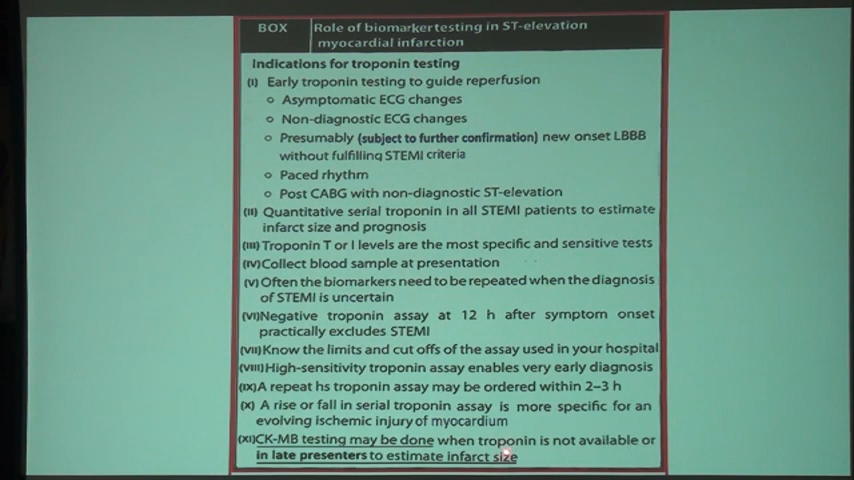 BOX Role of biomarker testing in ST-elevation
myocardial infarction
Indications for troponin testing
(I) Early troponin testing to guide reperfusion
Asymptomatic ECG changes
Non-diagnostic ECG changes
Presumably (subject to further confirmation) new onset LBBB
without fulfilling STEMI criteria
Paced rhythm
Post CABG with non-diagnostic ST-elevation
(II) Quantitative serial troponin in all STEMI patients to estimate
infarct size and prognosis
(III) Troponin T or I levels are the most specific and sensitive tests
(IV) Collect blood sample at presentation
(V) Often the biomarkers need to be repeated when the diagnosis
of STEMI is uncertain
(VI) Negative troponin assay at 12 h after symptom onset
practically excludes STEMI
(VII) Know the limits and cut offs of the assay used in your hospital
(VIII) High-sensitivity troponin assay enables very early diagnosis
(IX) A repeat hs troponin assay may be ordered within 2–3 h
(X) A rise or fall in serial troponin assay is more specific for an
evolving ischemic injury of myocardium
(XI) CK-MB testing may be done when troponin is not available or
in late presenters to estimate infarct size